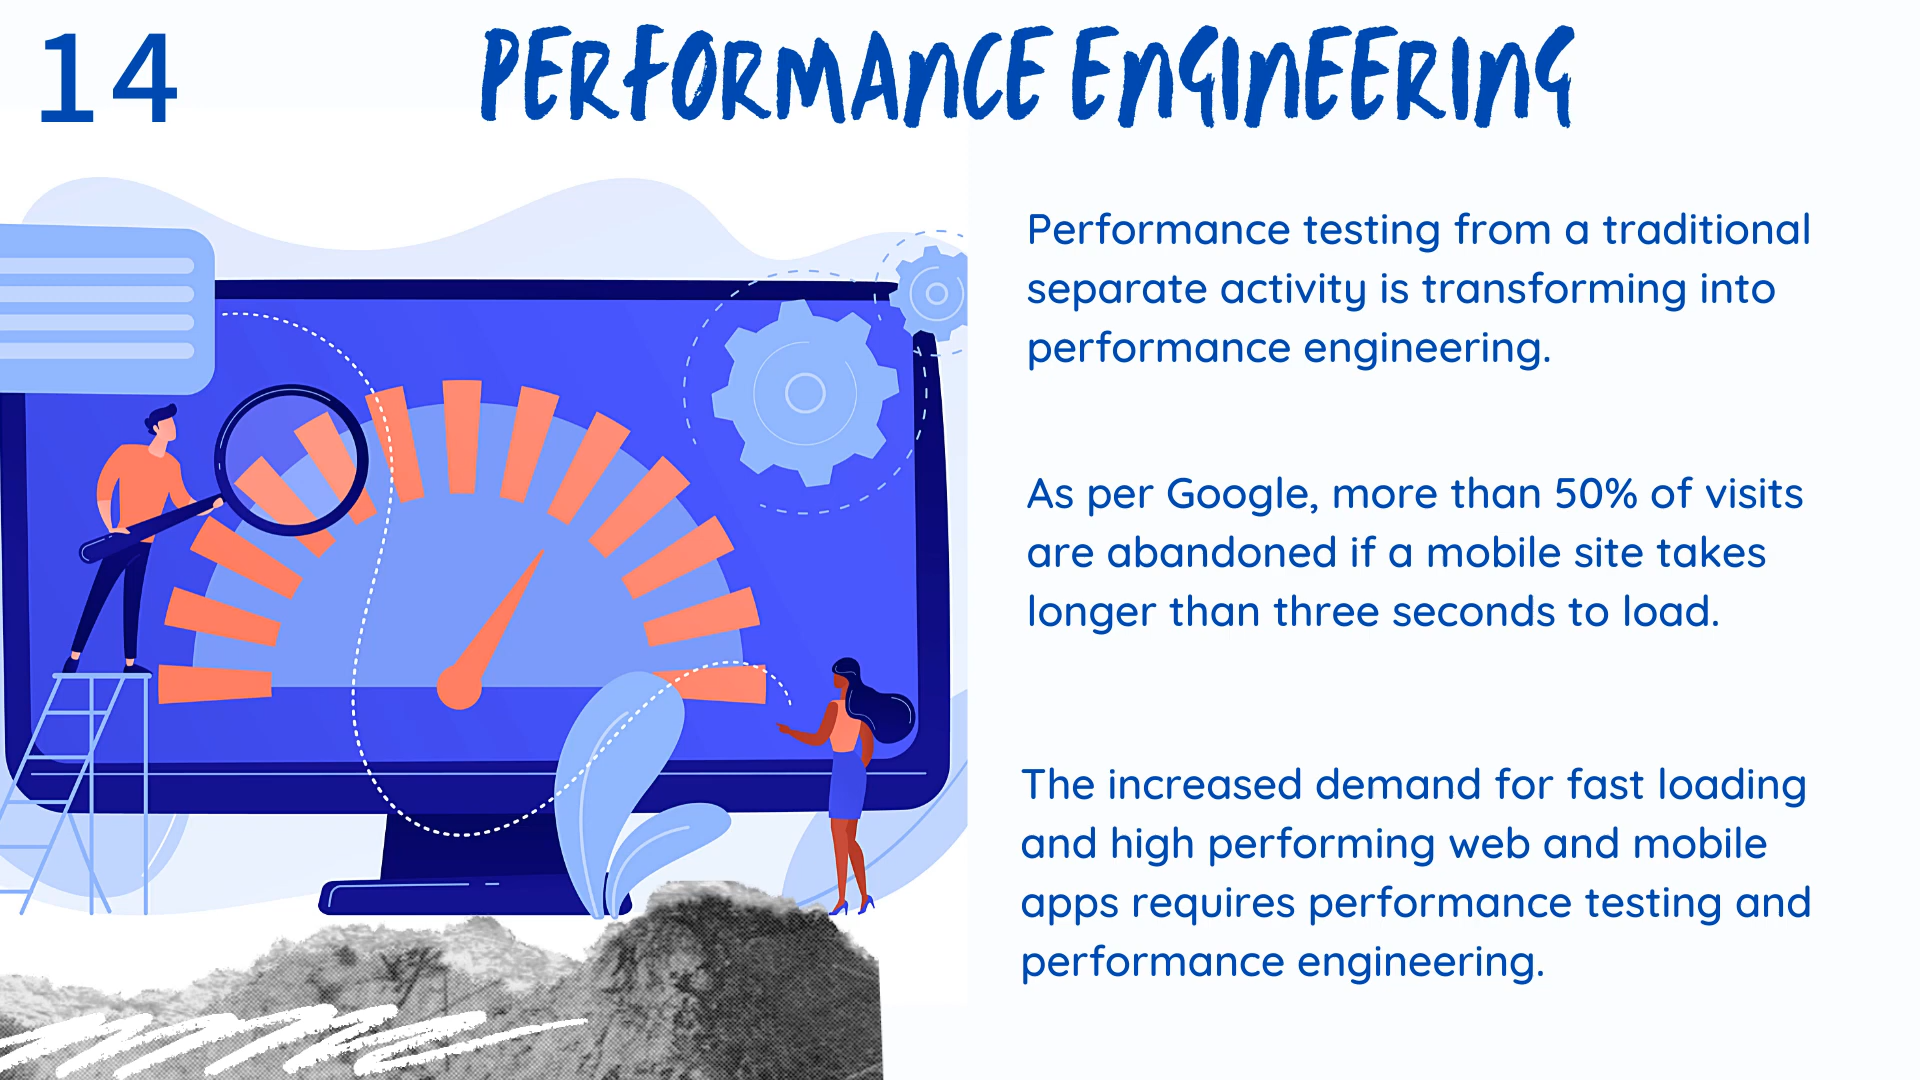 14
PERFORMANCE ENGINEERING
Performance testing from a traditional
separate activity is transforming into
performance engineering.
As per Google, more than 50% of visits
are abandoned if a mobile site takes
longer than three seconds to load.
The increased demand for fast loading
and high performing web and mobile
apps requires performance testing and
performance engineering.